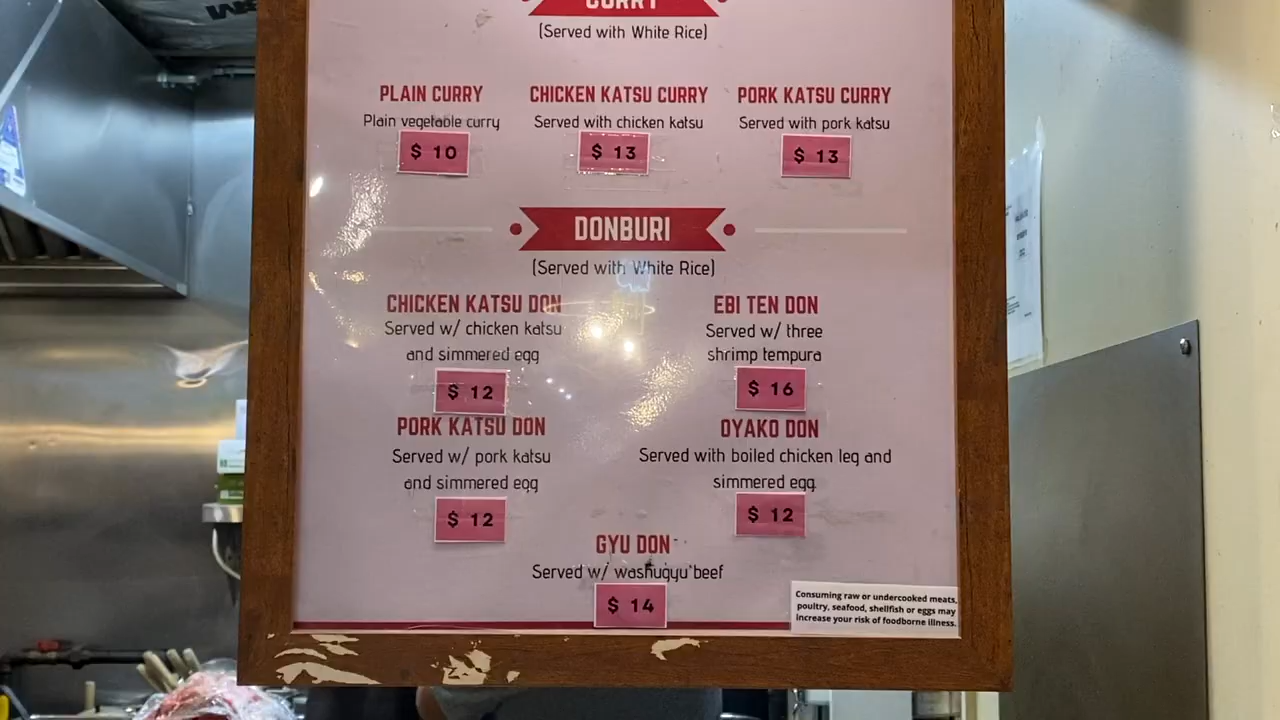 CURRY
(Served with White Rice)
PLAIN CURRY
Plain vegetable curry
$ 10
CHICKEN KATSU CURRY
Served with chicken katsu
$ 13
PORK KATSU CURRY
Served with pork katsu
$ 13
DONBURI
(Served with White Rice)
CHICKEN KATSU DON
Served w/ chicken katsu
and simmered egg
$ 12
EBI TEN DON
Served w/ three
shrimp tempura
$ 16
PORK KATSU DON
Served w/ pork katsu
and simmered egg
$ 12
OYAKO DON
Served with boiled chicken leg and
simmered egg
$ 12
GYU DON
Served w/ washugyu beef
$ 14
Consuming raw or undercooked meats,
poultry, seafood, shellfish or eggs may
increase your risk of foodborne illness.